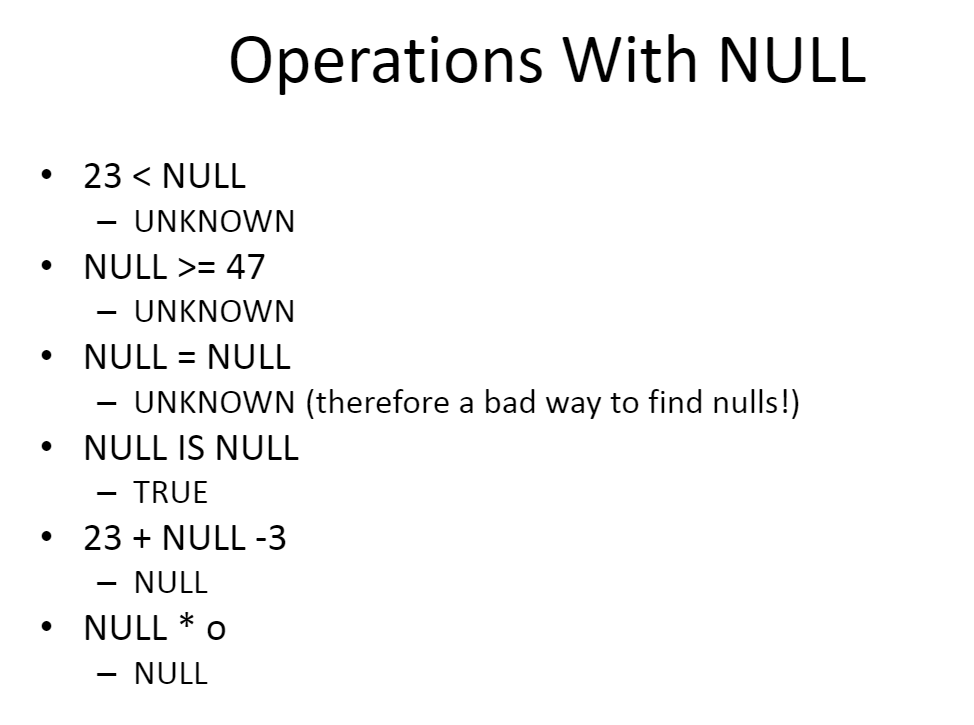 Operations With NULL
• 23 < NULL
– UNKNOWN
• NULL >= 47
– UNKNOWN
• NULL = NULL
– UNKNOWN (therefore a bad way to find nulls!)
• NULL IS NULL
– TRUE
• 23 + NULL -3
– NULL
• NULL * o
– NULL